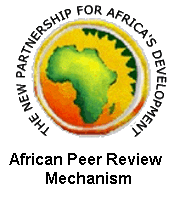 THE NEW PARTNERSHIP FOR AFRICA'S DEVELOPMENT
African Peer Review
Mechanism